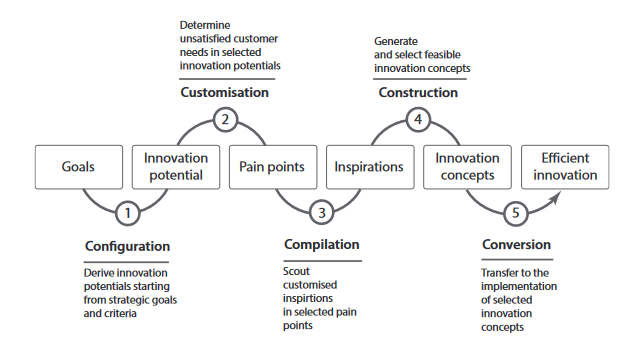 Determine
unsatisfied customer
needs in selected
innovation potentials
Customisation
Generate
and select feasible
innovation concepts
Construction
2
4
Goals
Innovation
potential
Pain points
Inspirations
Innovation
concepts
Efficient
innovation
1
3
5
Configuration
Derive innovation
potentials starting
from strategic goals
and criteria
Compilation
Scout
customised
inspirtions
in selected pain
points
Conversion
Transfer to the
implementation
of selected
innovation
concepts